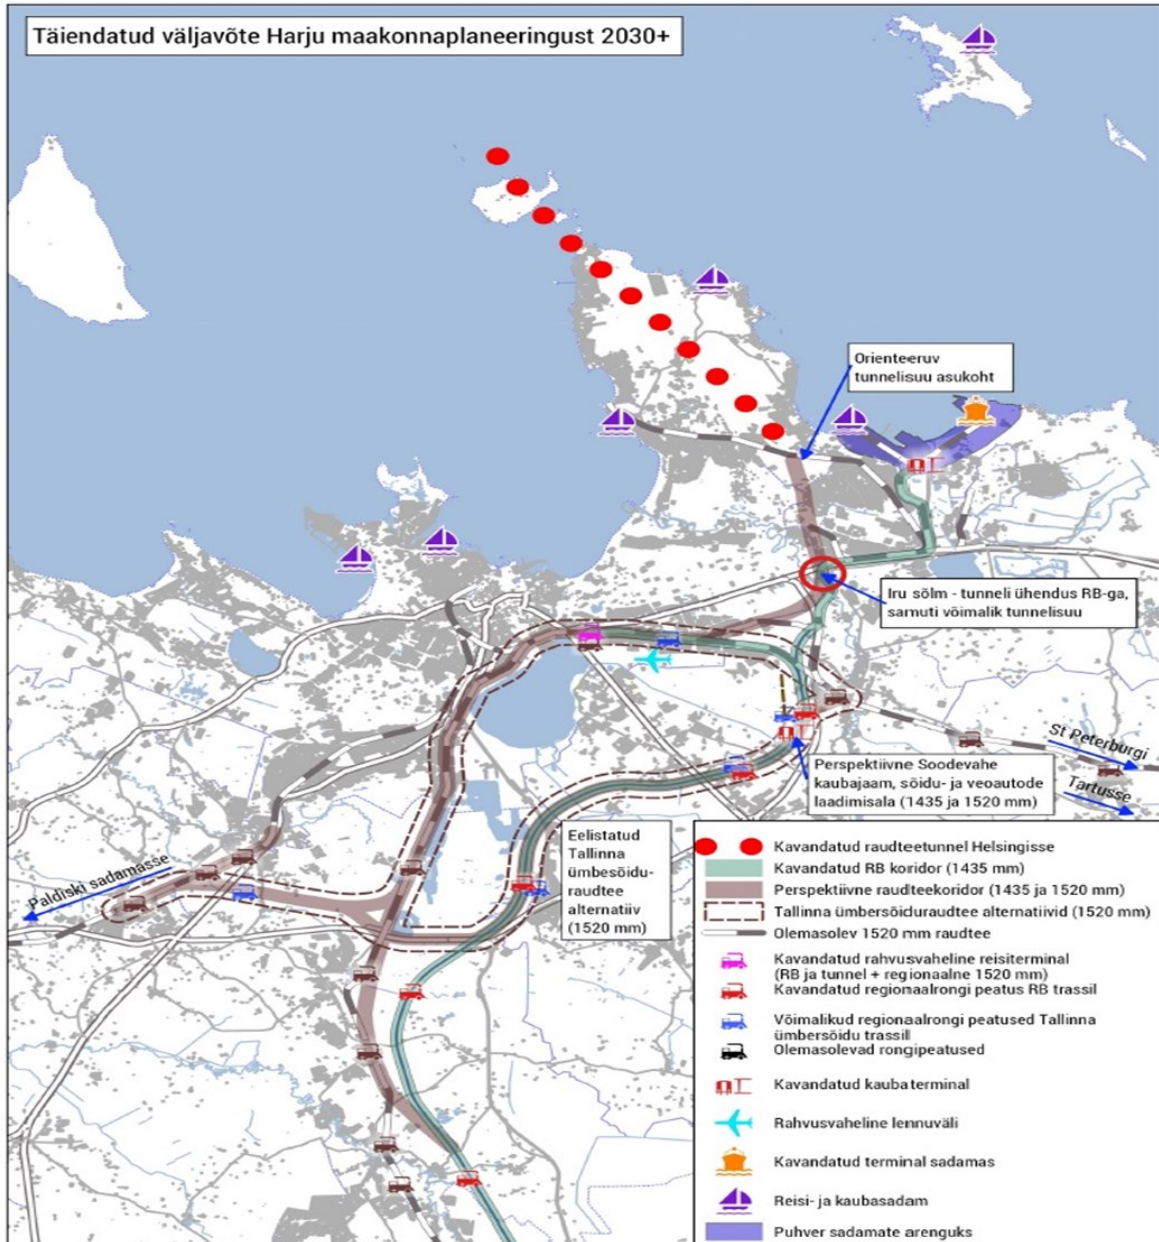 Täiendatud väljavõte Harju maakonnaplaneeringust 2030+
Orienteeruv
tunnelisuu asukoht
Iru sõlm - tunneli ühendus RB-ga,
samuti võimalik tunnelisuu
St Peterburgi
Tartusse
Perspektiivne Soodevahe
kaubajaam, sõidu- ja veoautode
laadimisala (1435 ja 1520 mm)
Eelistatud
Tallinna
ümbesõidu-
raudtee
alternatiiv
(1520 mm)
Paldiski sadamasse
Kavandatud raudteetunnel Helsingisse
Kavandatud RB koridor (1435 mm)
Perspektiivne raudteekoridor (1435 ja 1520 mm)
Tallinna ümbersõiduraudtee alternatiivid (1520 mm)
Olemasolev 1520 mm raudtee
Kavandatud rahvusvaheline reisiterminal
(RB ja tunnel + regionaalne 1520 mm)
Kavandatud regionaalrongi peatus RB trassil
Võimalikud regionaalrongi peatused Tallinna
ümbersõidu trassil
Olemasolevad rongipeatused
Kavandatud kauba terminal
Rahvusvaheline lennuväli
Kavandatud terminal sadamas
Reisi- ja kaubasadam
Puhver sadamate arenguks